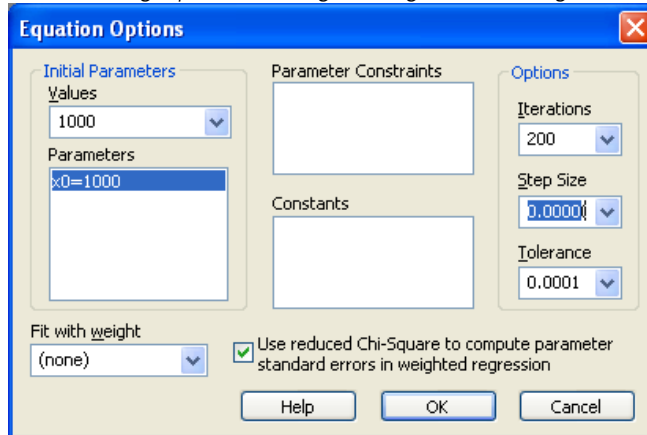 Equation Options
Initial Parameters
Values
1000
Parameters
x0=1000
Parameter Constraints
Constants
Options
Iterations
200
Step Size
Tolerance
0.0001
Fit with weight
(none)
Use reduced Chi-Square to compute parameter
standard errors in weighted regression
Help
OK
Cancel